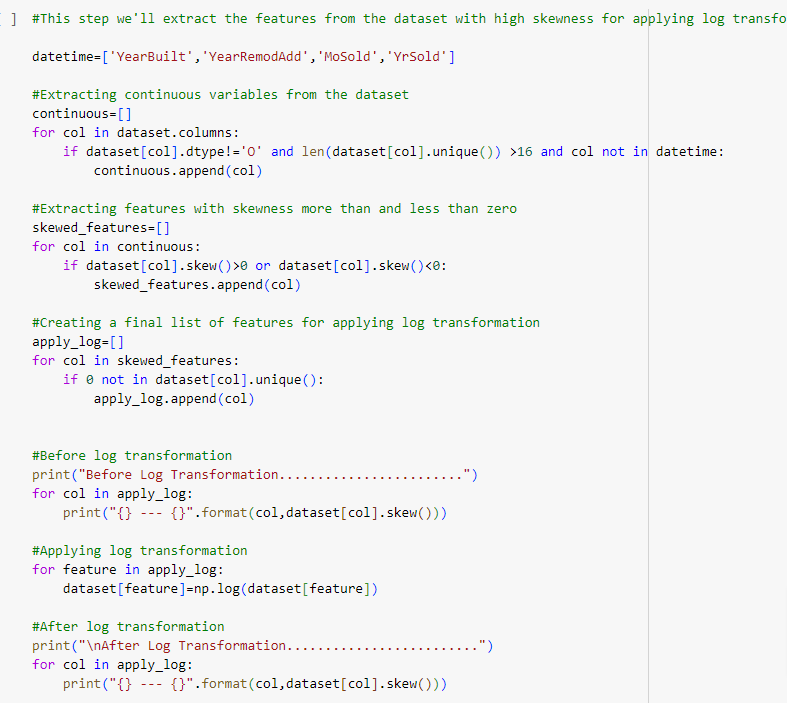 [ ] #This step we'll extract the features from the dataset with high skewness for applying log transfo
datetime=['YearBuilt','YearRemodAdd','MoSold','YrSold']
#Extracting continuous variables from the dataset
continuous=[]
for col in dataset.columns:
    if dataset[col].dtype!='O' and len(dataset[col].unique()) >16 and col not in datetime:
        continuous.append(col)
#Extracting features with skewness more than and less than zero
skewed_features=[]
for col in continuous:
    if dataset[col].skew()>0 or dataset[col].skew()<0:
        skewed_features.append(col)
#Creating a final list of features for applying log transformation
apply_log=[]
for col in skewed_features:
    if 0 not in dataset[col].unique():
        apply_log.append(col)
#Before log transformation
print("Before Log Transformation........................")
for col in apply_log:
    print("{} --- {}".format(col,dataset[col].skew()))
#Applying log transformation
for feature in apply_log:
    dataset[feature]=np.log(dataset[feature])
#After log transformation
print("\nAfter Log Transformation.........................")
for col in apply_log:
    print("{} --- {}".format(col,dataset[col].skew()))